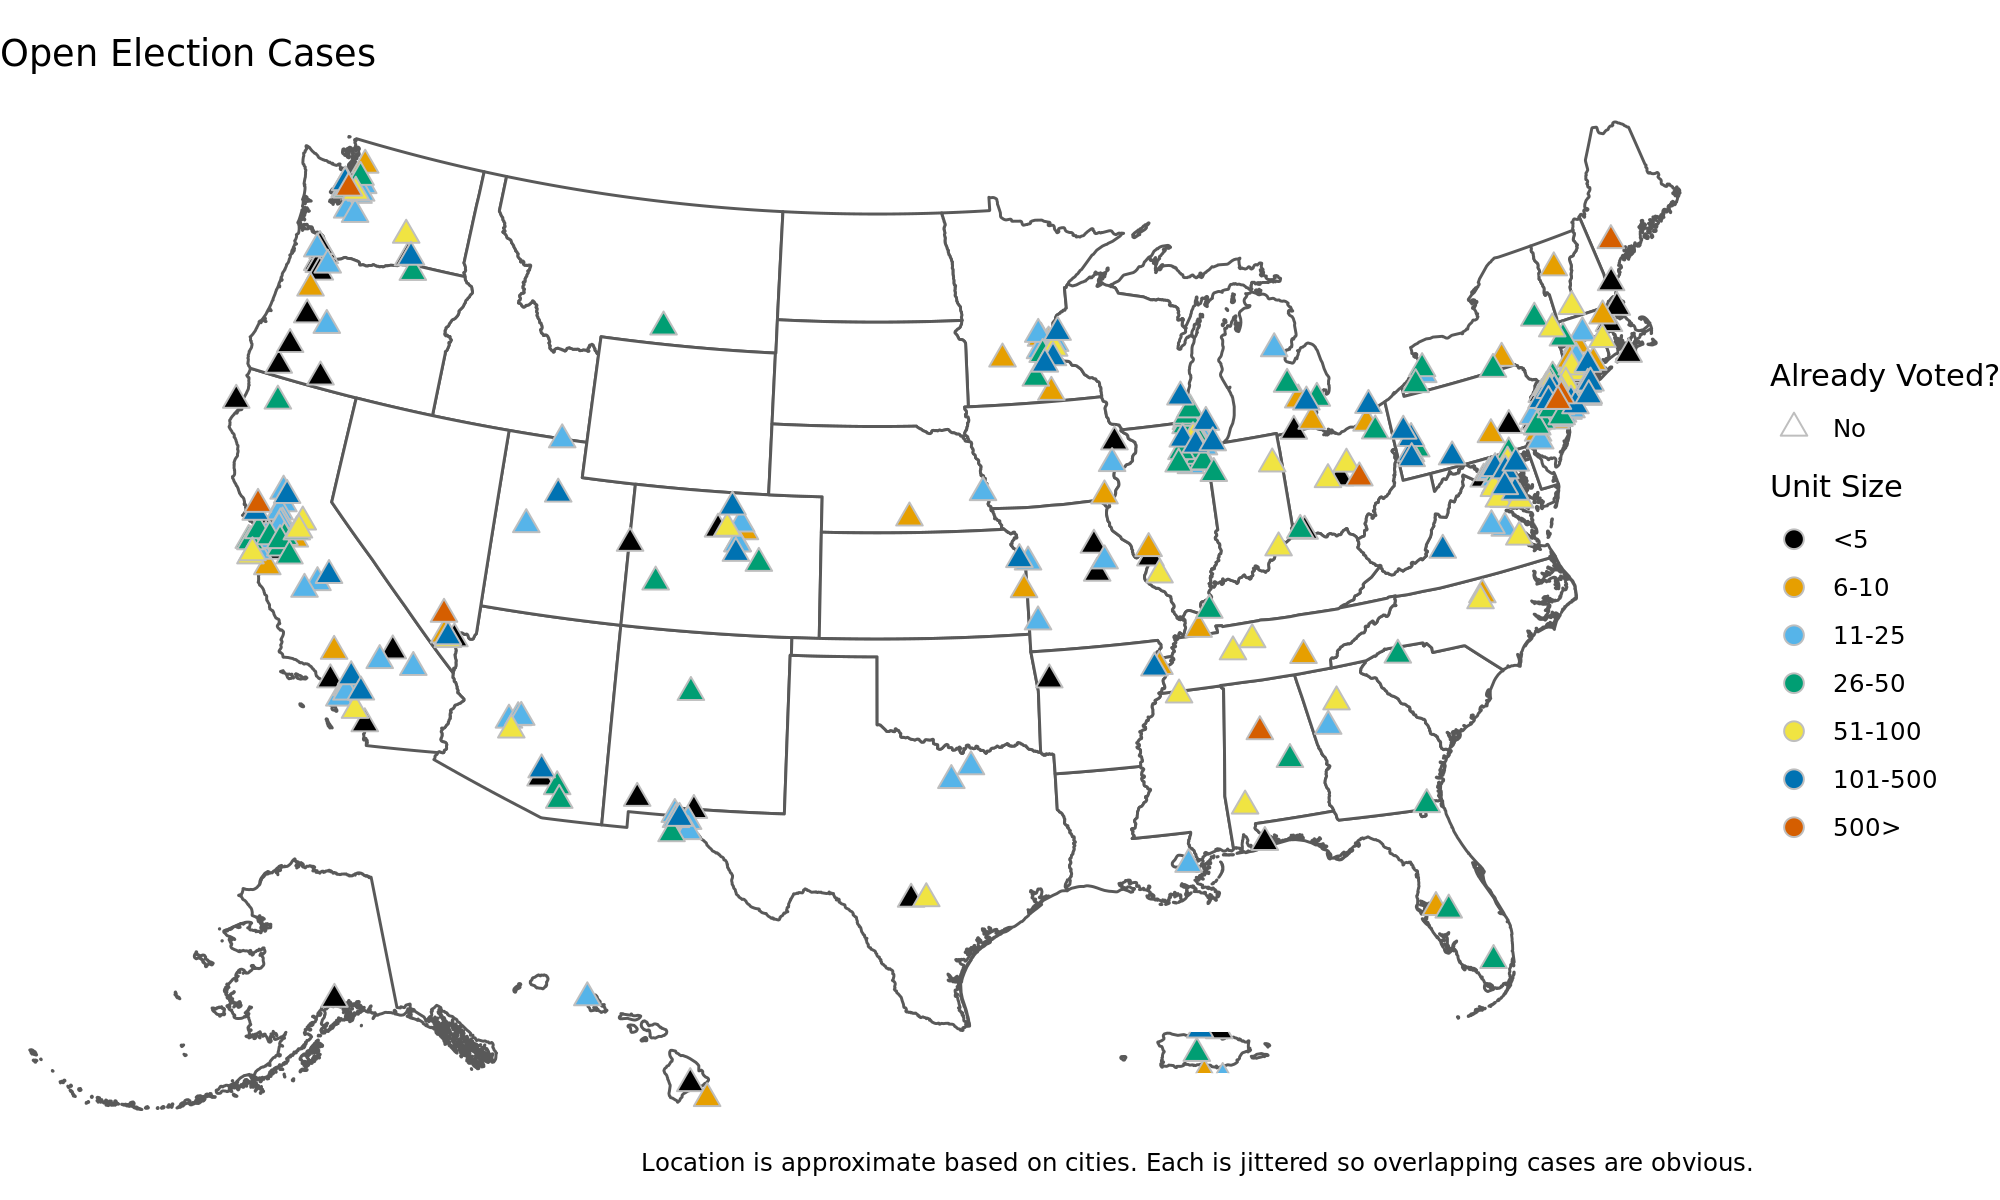 Open Election Cases
Already Voted?
No
Unit Size
<5
6-10
11-25
26-50
51-100
101-500
500>
Location is approximate based on cities. Each is jittered so overlapping cases are obvious.